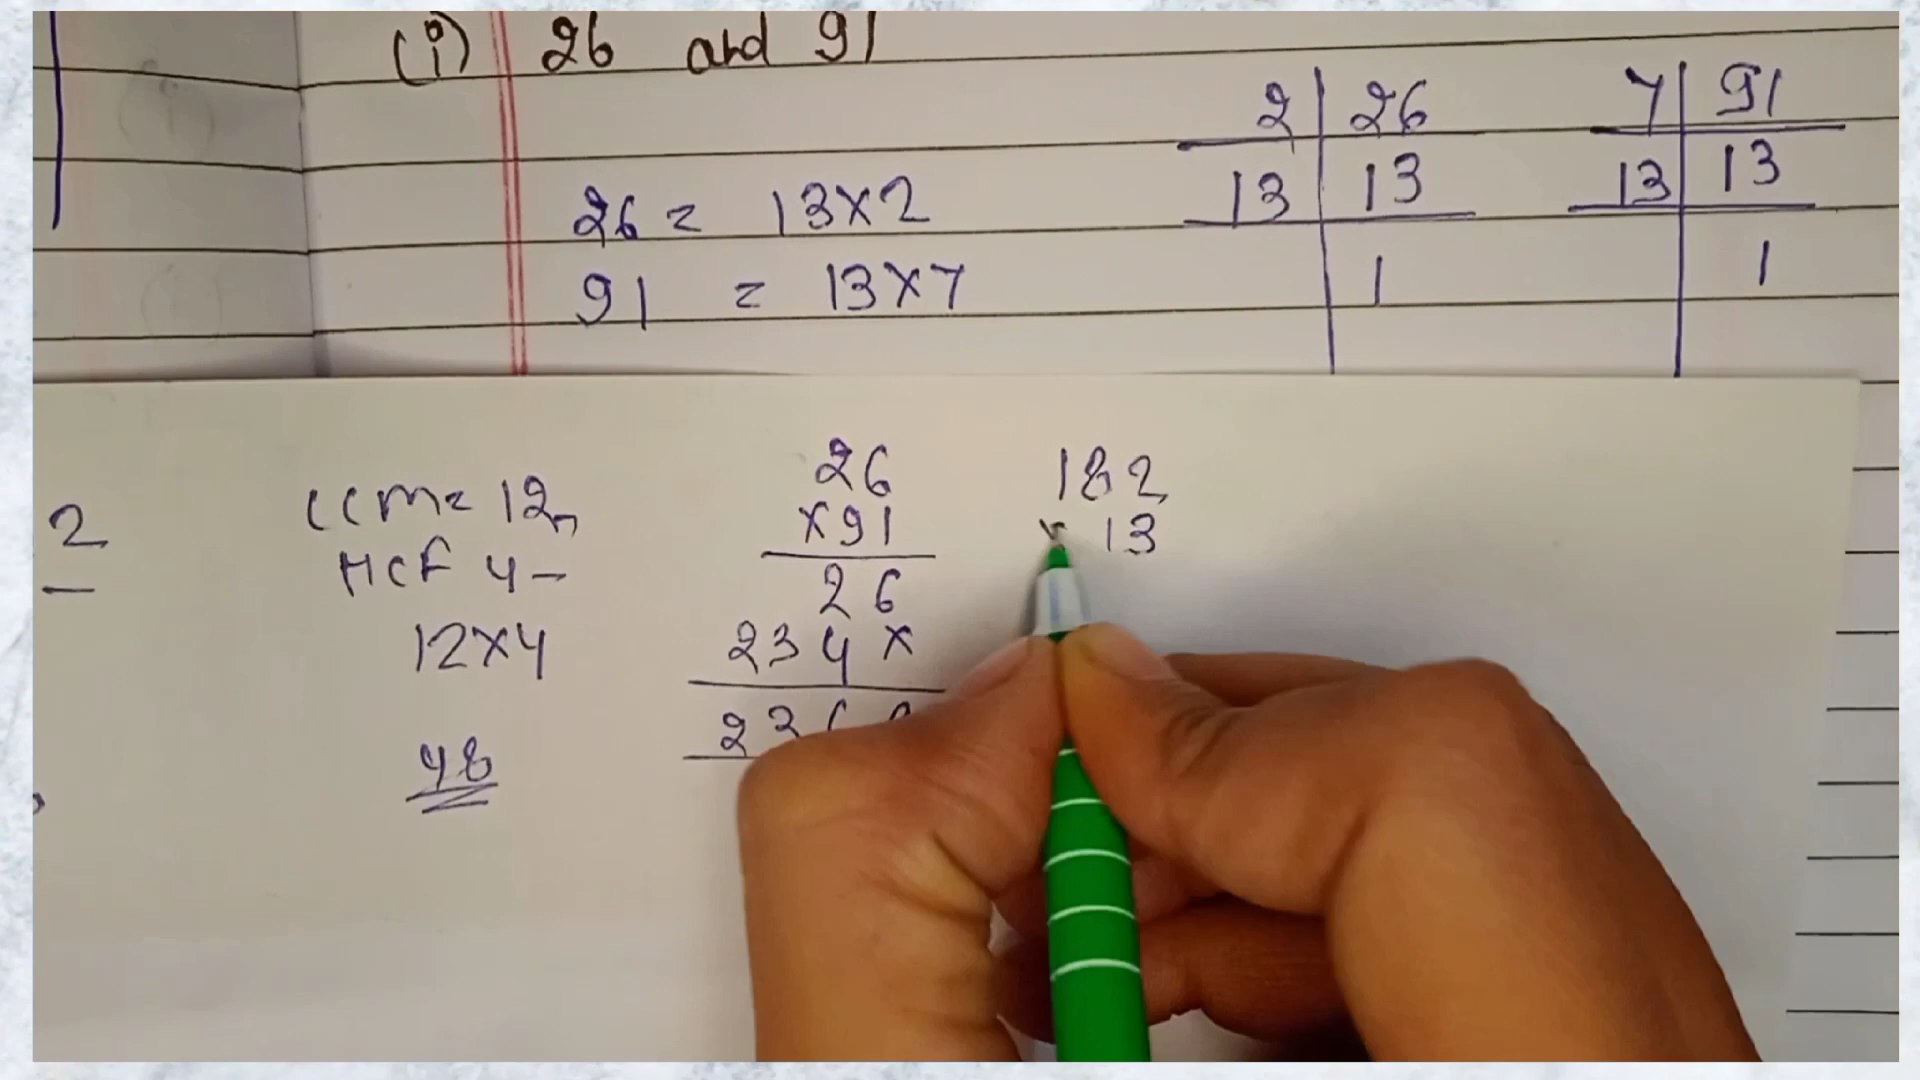 (i) 26 and 91
2 | 26
13 | 13
1
7 | 91
13 | 13
1
26 = 13×2
91 = 13×7
2
LCM = 12
HCF 4 -
12×4
48
26
×91
26
234×
182
× 13